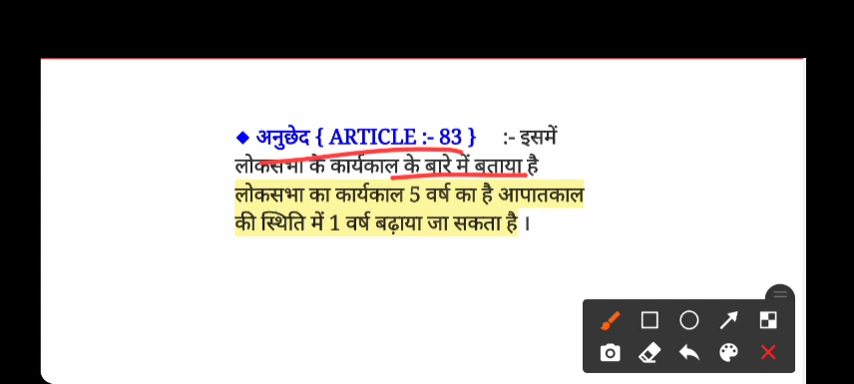 ◆ अनुछेद { ARTICLE :- 83 } :- इसमें
लोकसभा के कार्यकाल के बारे में बताया है
लोकसभा का कार्यकाल 5 वर्ष का है आपातकाल
की स्थिति में 1 वर्ष बढ़ाया जा सकता है ।